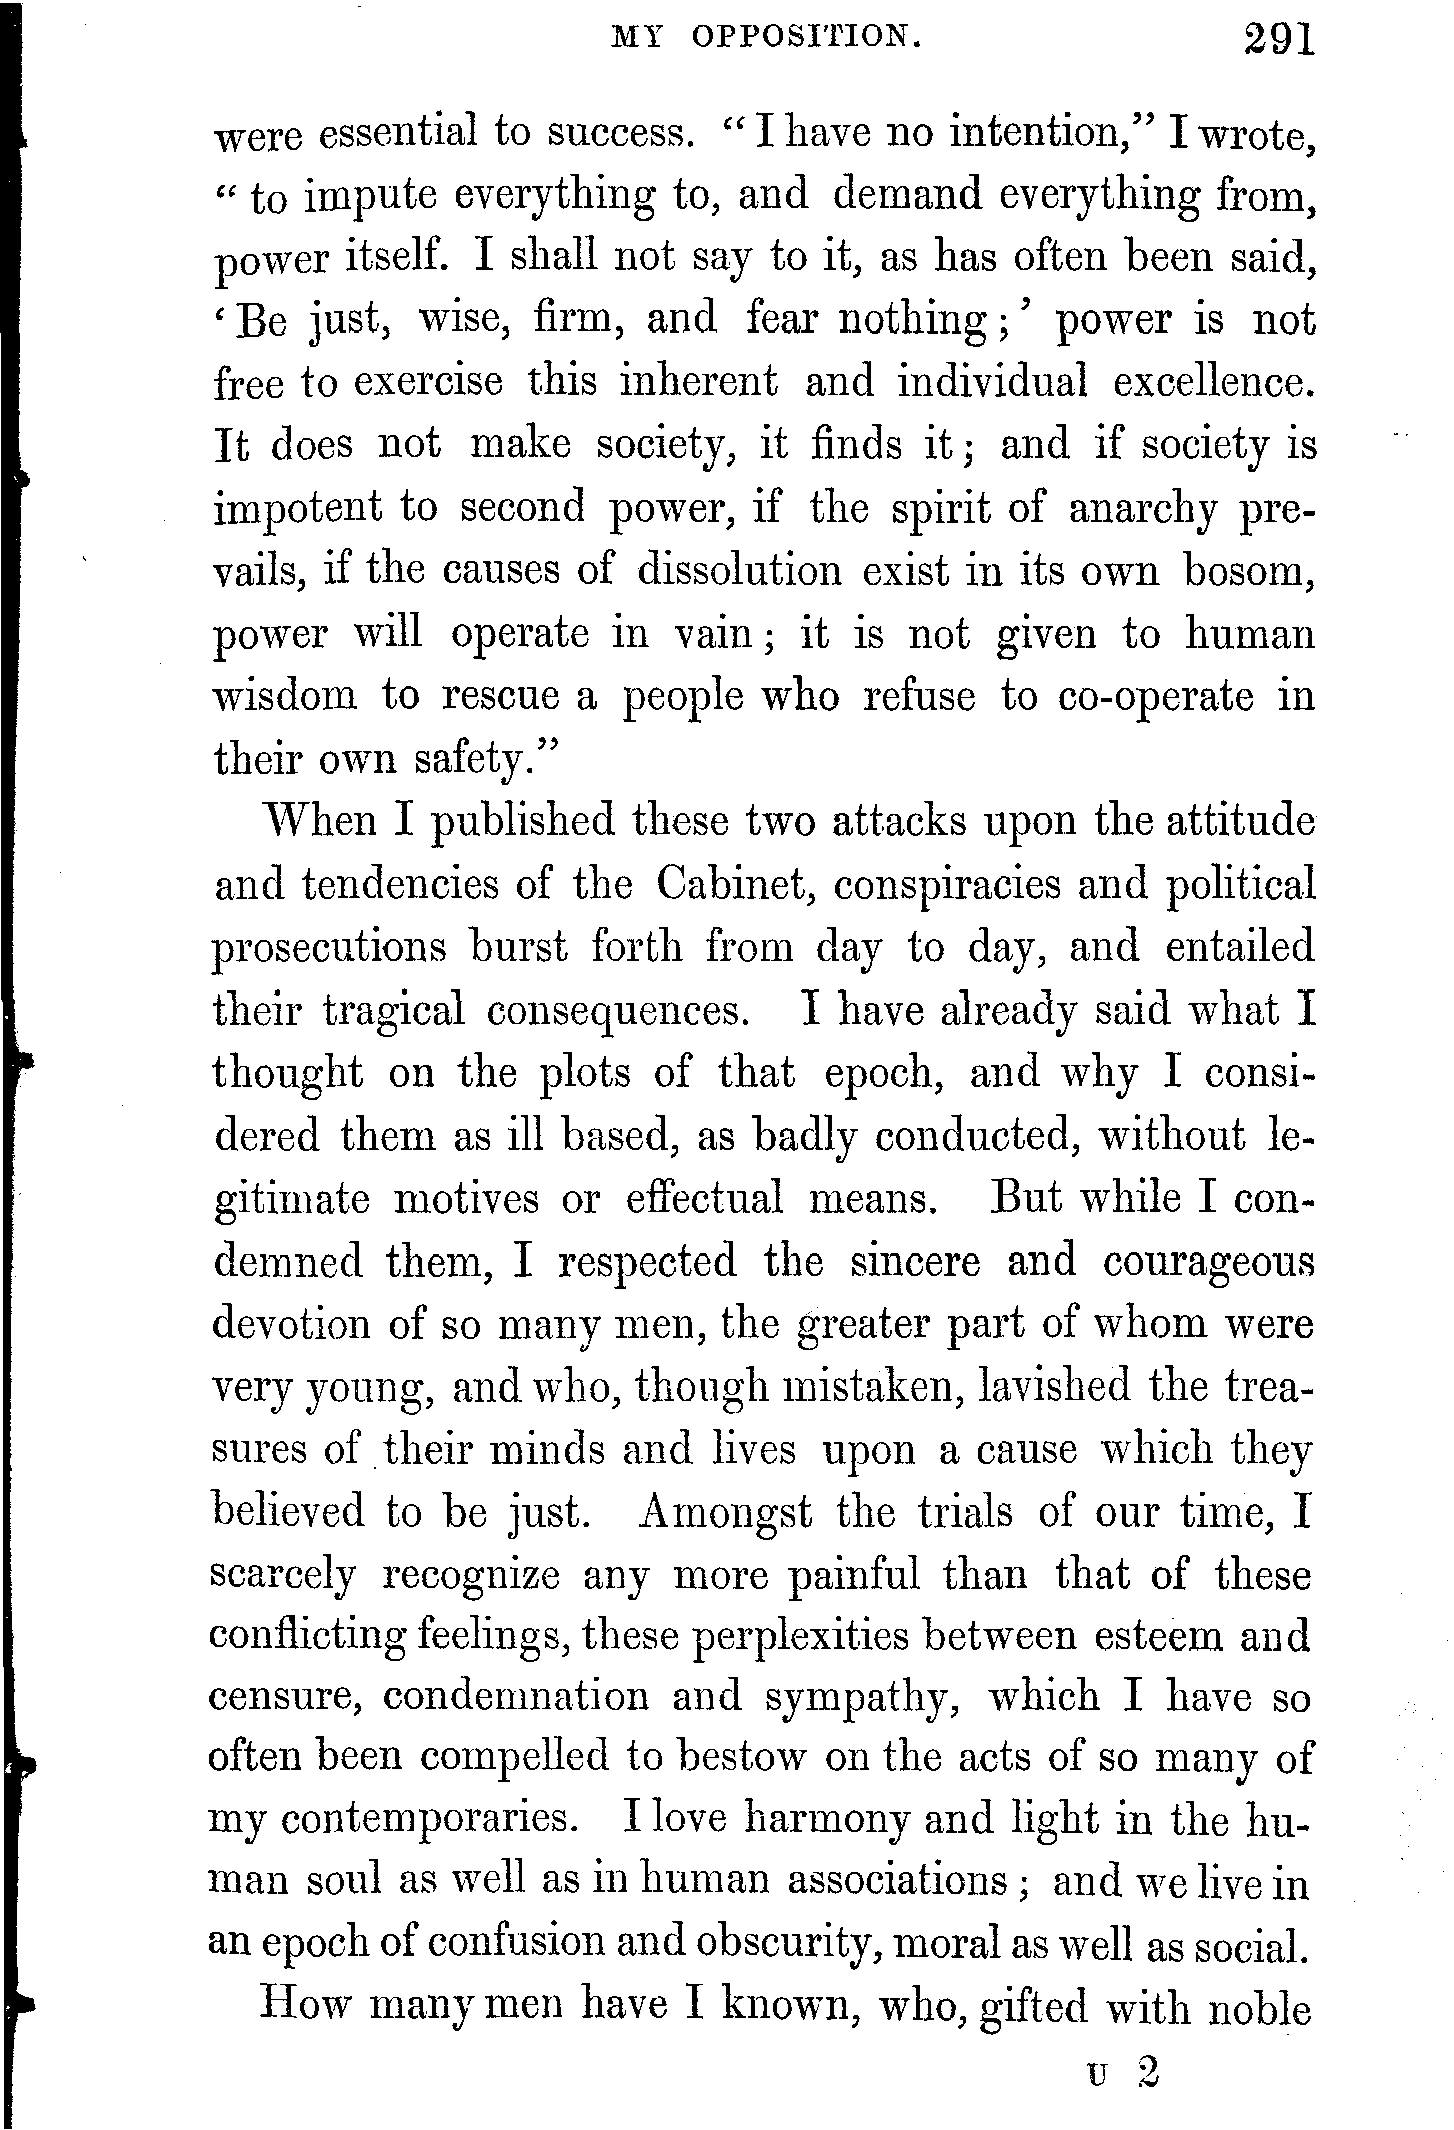 MY OPPOSITION. 291
were essential to success. “I have no intention,” I wrote,
“to impute everything to, and demand everything from,
power itself. I shall not say to it, as has often been said,
‘Be just, wise, firm, and fear nothing;’ power is not
free to exercise this inherent and individual excellence.
It does not make society, it finds it; and if society is
impotent to second power, if the spirit of anarchy pre-
vails, if the causes of dissolution exist in its own bosom,
power will operate in vain; it is not given to human
wisdom to rescue a people who refuse to co-operate in
their own safety.”
When I published these two attacks upon the attitude
and tendencies of the Cabinet, conspiracies and political
prosecutions burst forth from day to day, and entailed
their tragical consequences. I have already said what I
thought on the plots of that epoch, and why I consi-
dered them as ill based, as badly conducted, without le-
gitimate motives or effectual means. But while I con-
demned them, I respected the sincere and courageous
devotion of so many men, the greater part of whom were
very young, and who, though mistaken, lavished the trea-
sures of their minds and lives upon a cause which they
believed to be just. Amongst the trials of our time, I
scarcely recognize any more painful than that of these
conflicting feelings, these perplexities between esteem and
censure, condemnation and sympathy, which I have so
often been compelled to bestow on the acts of so many of
my contemporaries. I love harmony and light in the hu-
man soul as well as in human associations; and we live in
an epoch of confusion and obscurity, moral as well as social.
How many men have I known, who, gifted with noble
U 2